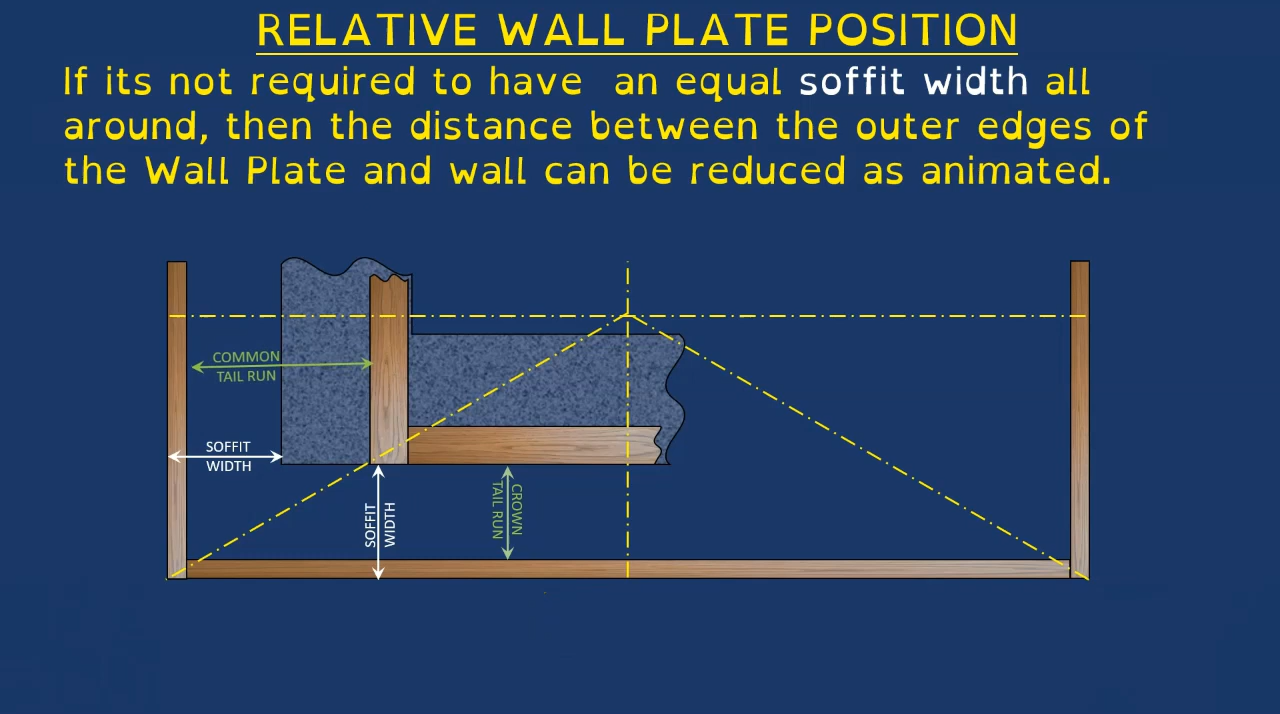 RELATIVE WALL PLATE POSITION
If its not required to have an equal soffit width all
around, then the distance between the outer edges of
the Wall Plate and wall can be reduced as animated.
COMMON
TAIL RUN
SOFFIT
WIDTH
SOFFIT
WIDTH
CROWN
TAIL RUN